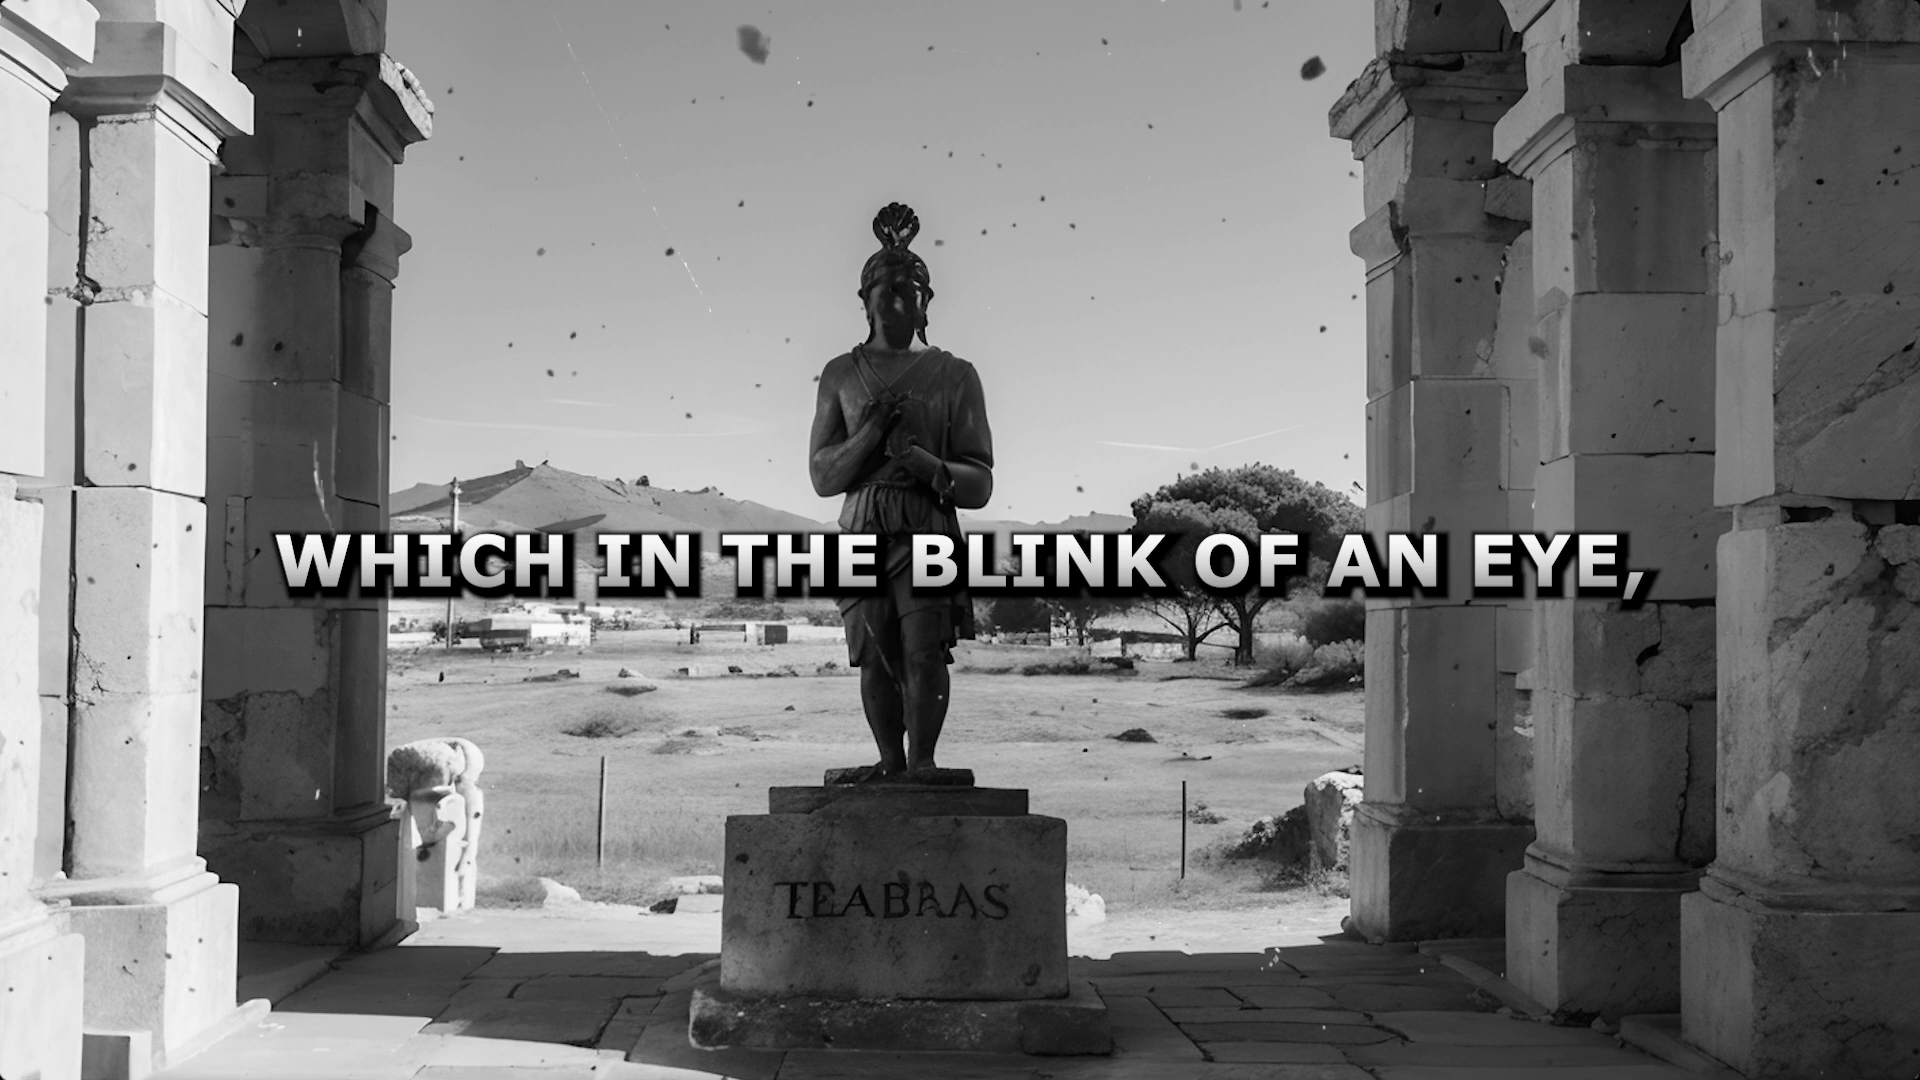 WHICH IN THE BLINK OF AN EYE,
TEABRAS